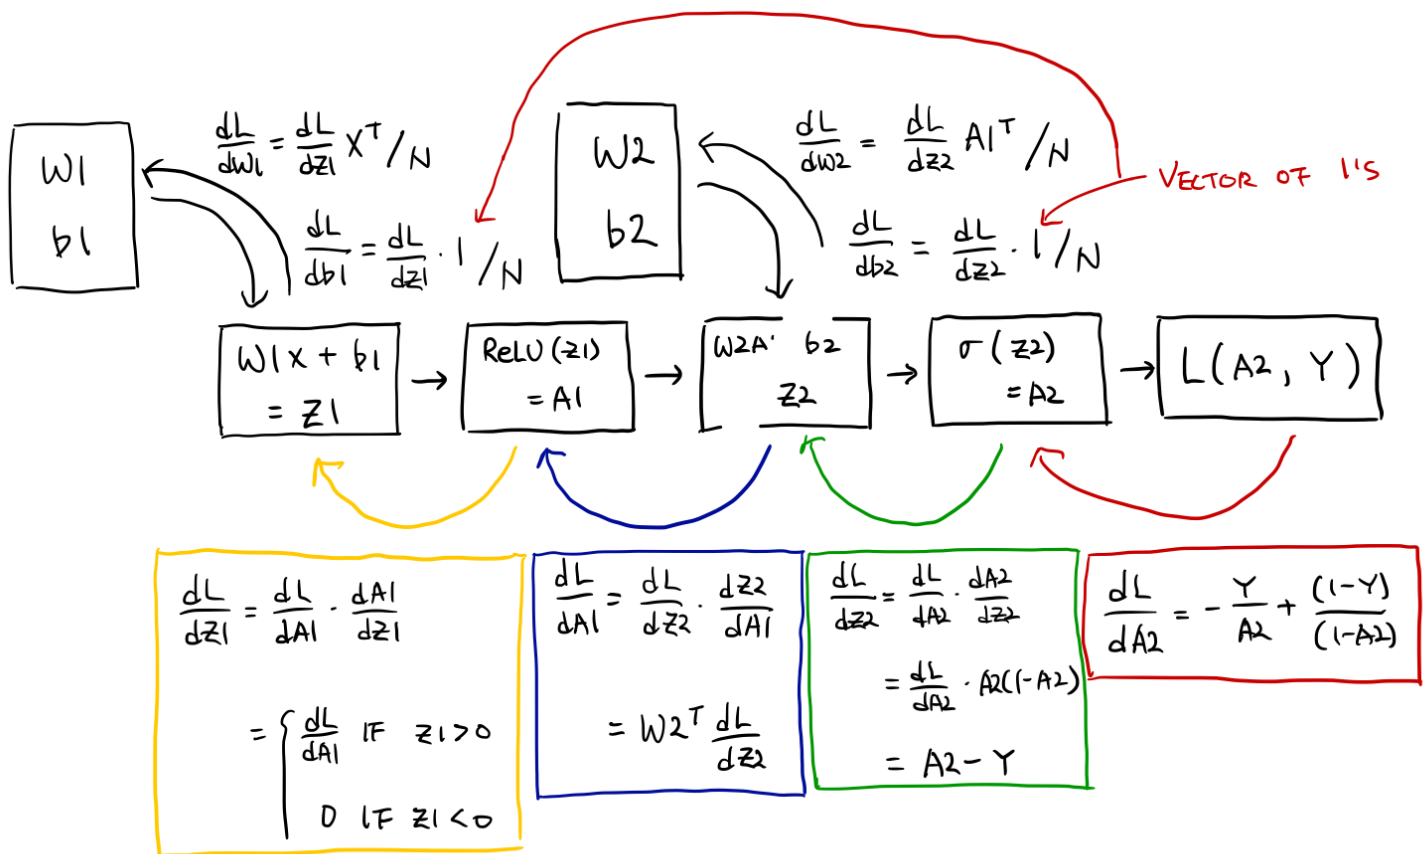 W1
b1
dL/dW1 = dL/dZ1 X^T / N
dL/db1 = dL/dZ1 · 1 / N
W2
b2
dL/dW2 = dL/dZ2 A1^T / N
dL/db2 = dL/dZ2 · 1 / N
VECTOR OF 1'S
W1X + b1
= Z1
ReLU(Z1)
= A1
W2A b2
Z2
σ(Z2)
= A2
L(A2, Y)
dL/dZ1 = dL/dA1 · dA1/dZ1
= { dL/dA1 IF Z1>0
0 IF Z1<0
dL/dA1 = dL/dZ2 · dZ2/dA1
= W2^T dL/dZ2
dL/dZ2 = dL/dA2 · dA2/dZ2
= dL/dA2 · A2(1-A2)
= A2-Y
dL/dA2 = - Y/A2 + (1-Y)/(1-A2)